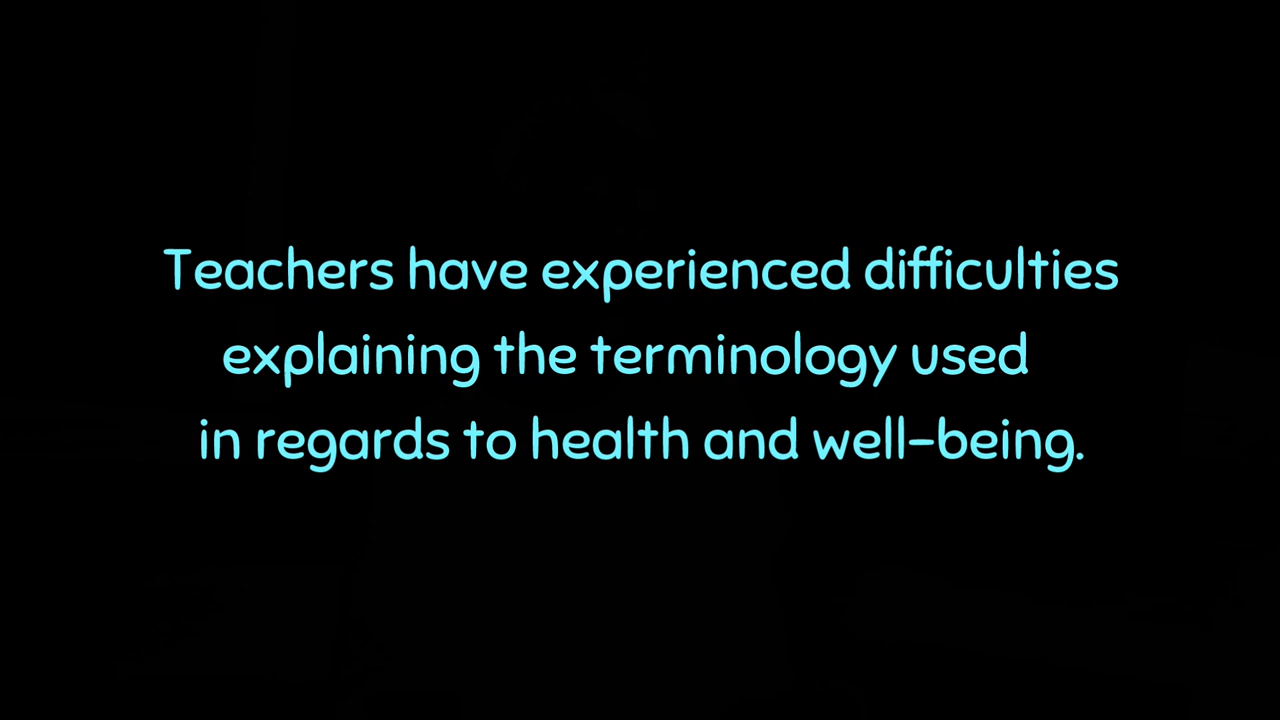 Teachers have experienced difficulties
explaining the terminology used
in regards to health and well-being.